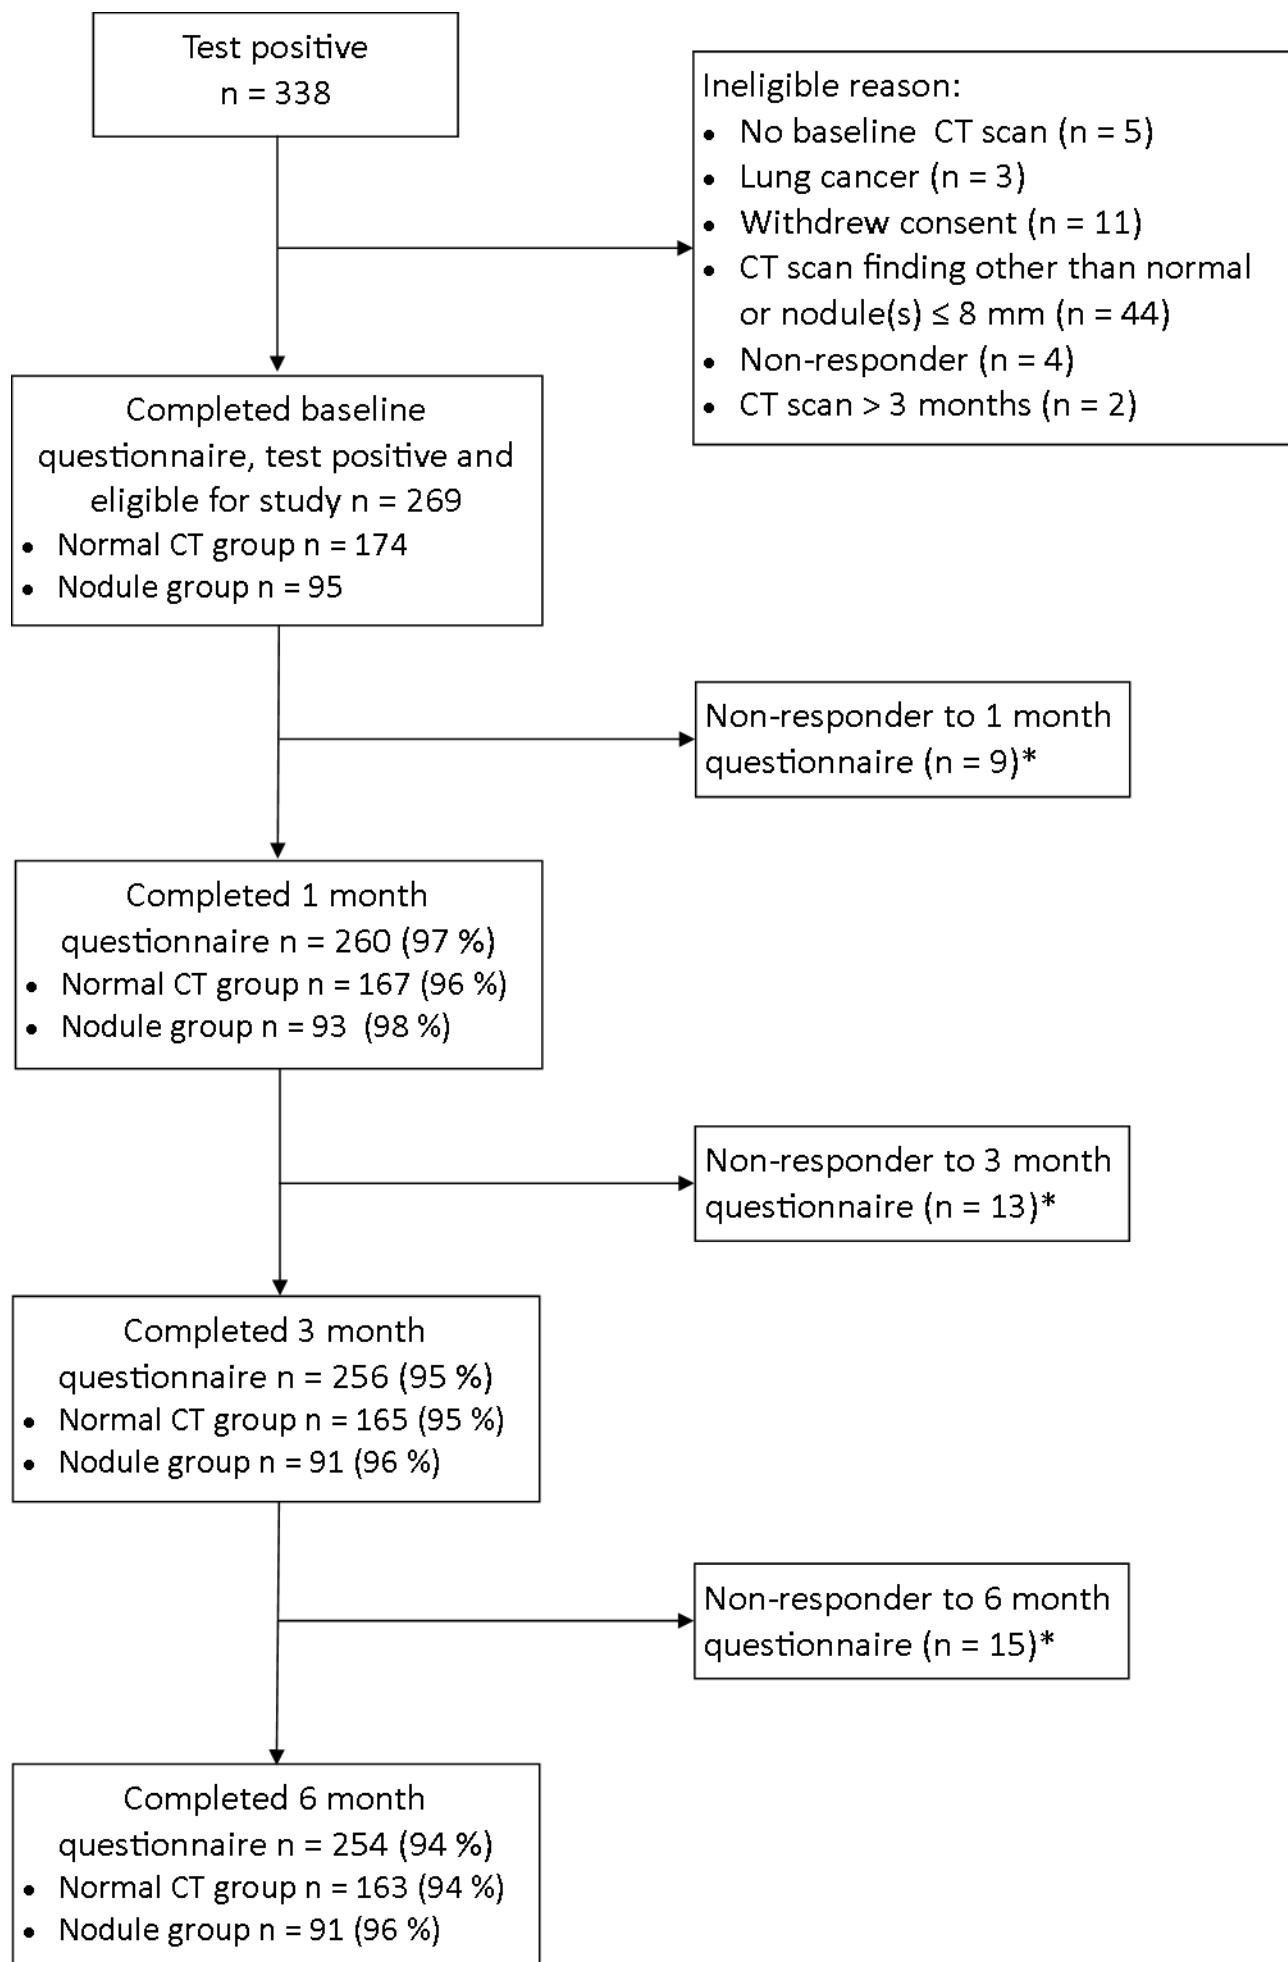 Test positive
n = 338
Ineligible reason:
• No baseline CT scan (n = 5)
• Lung cancer (n = 3)
• Withdrew consent (n = 11)
• CT scan finding other than normal
or nodule(s) ≤ 8 mm (n = 44)
• Non-responder (n = 4)
• CT scan > 3 months (n = 2)
Completed baseline
questionnaire, test positive and
eligible for study n = 269
• Normal CT group n = 174
• Nodule group n = 95
Non-responder to 1 month
questionnaire (n = 9)*
Completed 1 month
questionnaire n = 260 (97 %)
• Normal CT group n = 167 (96 %)
• Nodule group n = 93 (98 %)
Non-responder to 3 month
questionnaire (n = 13)*
Completed 3 month
questionnaire n = 256 (95 %)
• Normal CT group n = 165 (95 %)
• Nodule group n = 91 (96 %)
Non-responder to 6 month
questionnaire (n = 15)*
Completed 6 month
questionnaire n = 254 (94 %)
• Normal CT group n = 163 (94 %)
• Nodule group n = 91 (96 %)